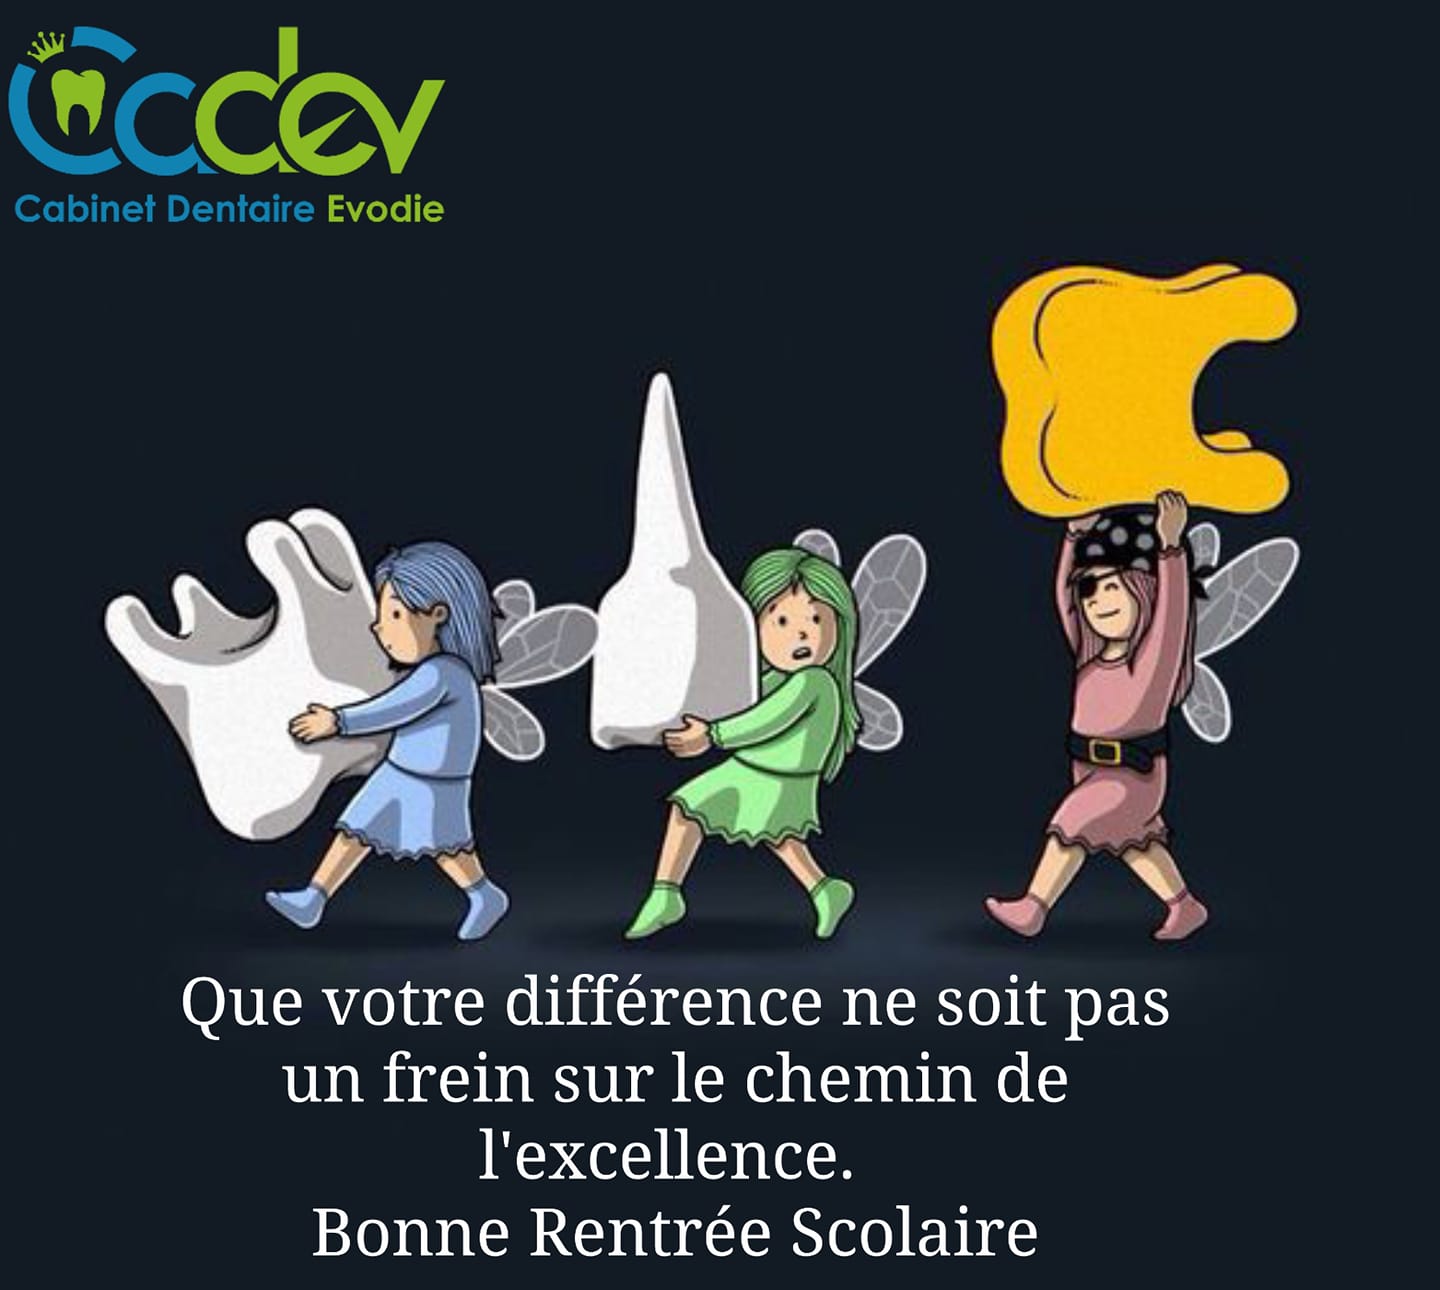 Cadev
Cabinet Dentaire Evodie
Que votre différence ne soit pas
un frein sur le chemin de
l'excellence.
Bonne Rentrée Scolaire